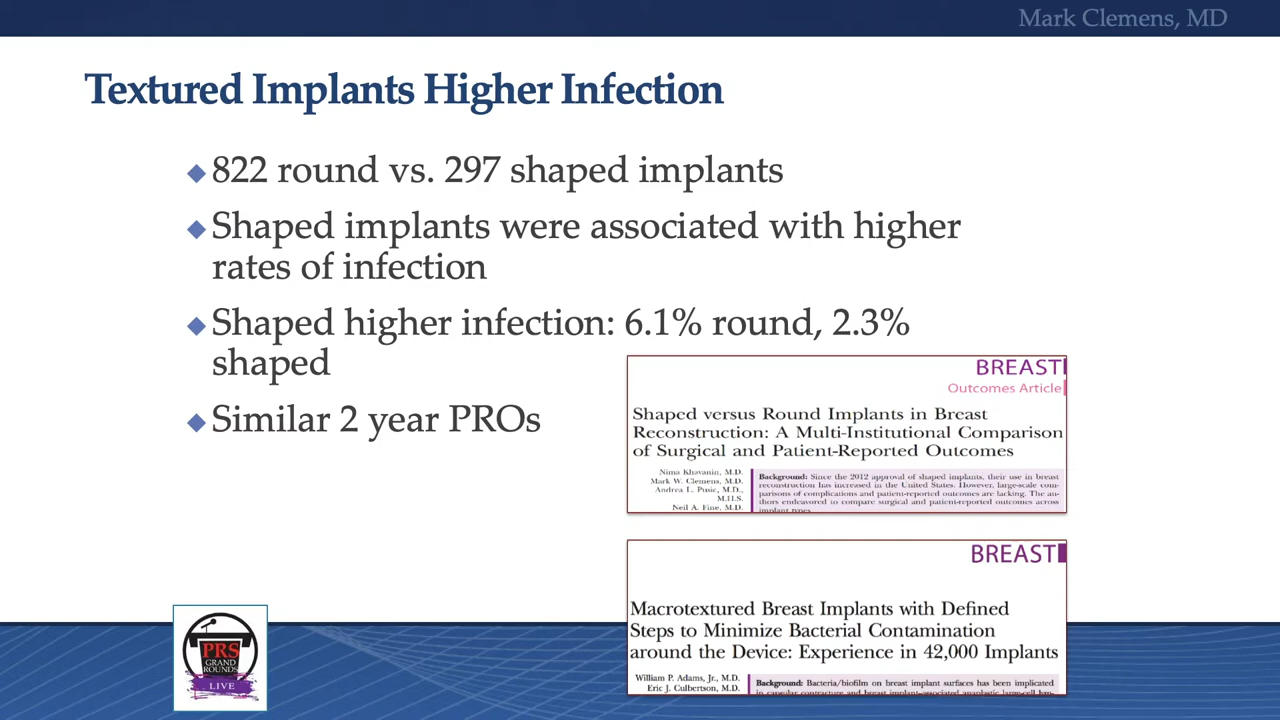 Mark Clemens, MD
Textured Implants Higher Infection
822 round vs. 297 shaped implants
Shaped implants were associated with higher
rates of infection
Shaped higher infection: 6.1% round, 2.3%
shaped
Similar 2 year PROs
BREAST
Outcomes Article
Shaped versus Round Implants in Breast
Reconstruction: A Multi-Institutional Comparison
of Surgical and Patient-Reported Outcomes
Nima Khavanin, M.D.
Mark W. Clemens, M.D.
Andrea L. Pusic, M.D.,
M.H.S.
Neil A. Fine, M.D.
Background: Since the 2012 approval of shaped implants, their use in breast
reconstruction has increased in the United States. However, large-scale com-
parisons of complications and patient-reported outcomes are lacking. The au-
thors endeavored to compare surgical and patient-reported outcomes across
implant types.
BREAST
Macrotextured Breast Implants with Defined
Steps to Minimize Bacterial Contamination
around the Device: Experience in 42,000 Implants
William P. Adams, Jr., M.D.
Eric J. Culbertson, M.D.
Background: Bacteria/biofilm on breast implant surfaces has been implicated
in capsular contracture and breast implant-associated anaplastic large-cell lym-
PRS
GRAND
ROUNDS
LIVE